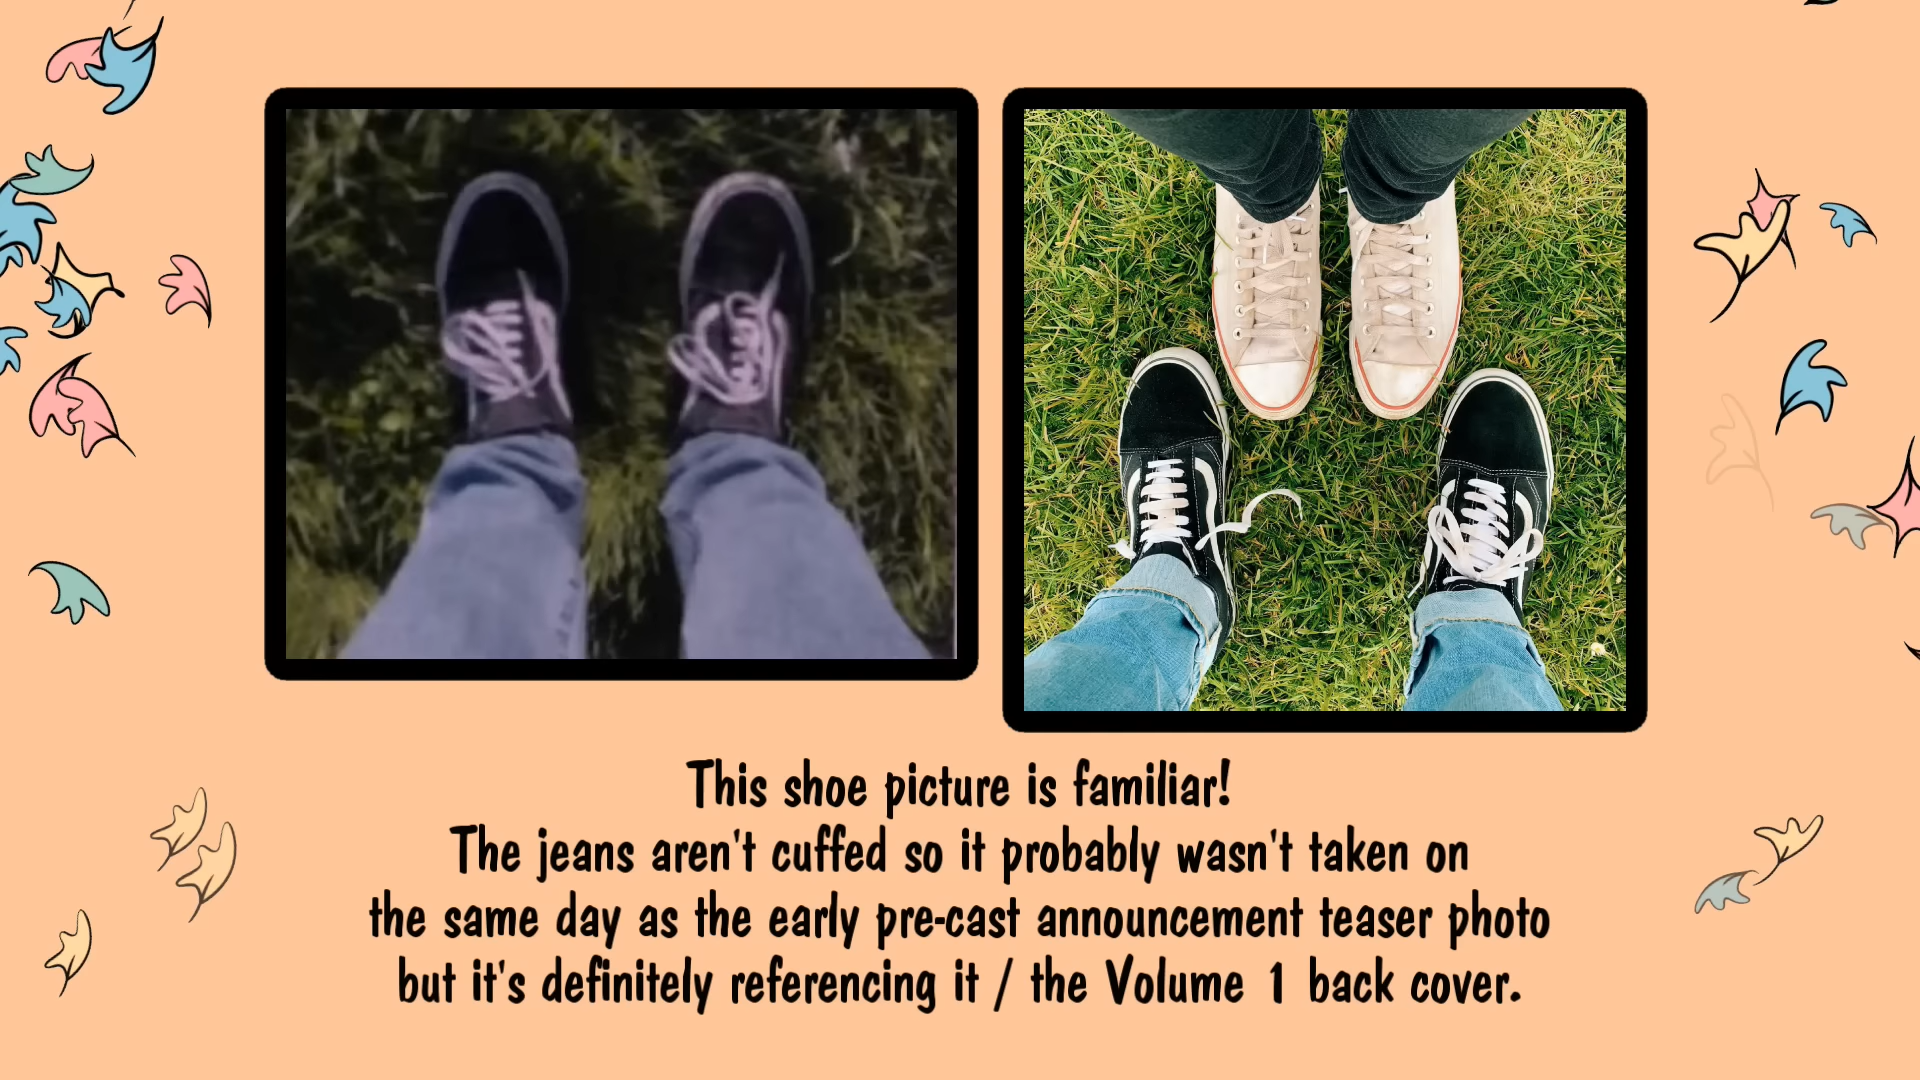 This shoe picture is familiar!
The jeans aren't cuffed so it probably wasn't taken on
the same day as the early pre-cast announcement teaser photo
but it's definitely referencing it / the Volume 1 back cover.